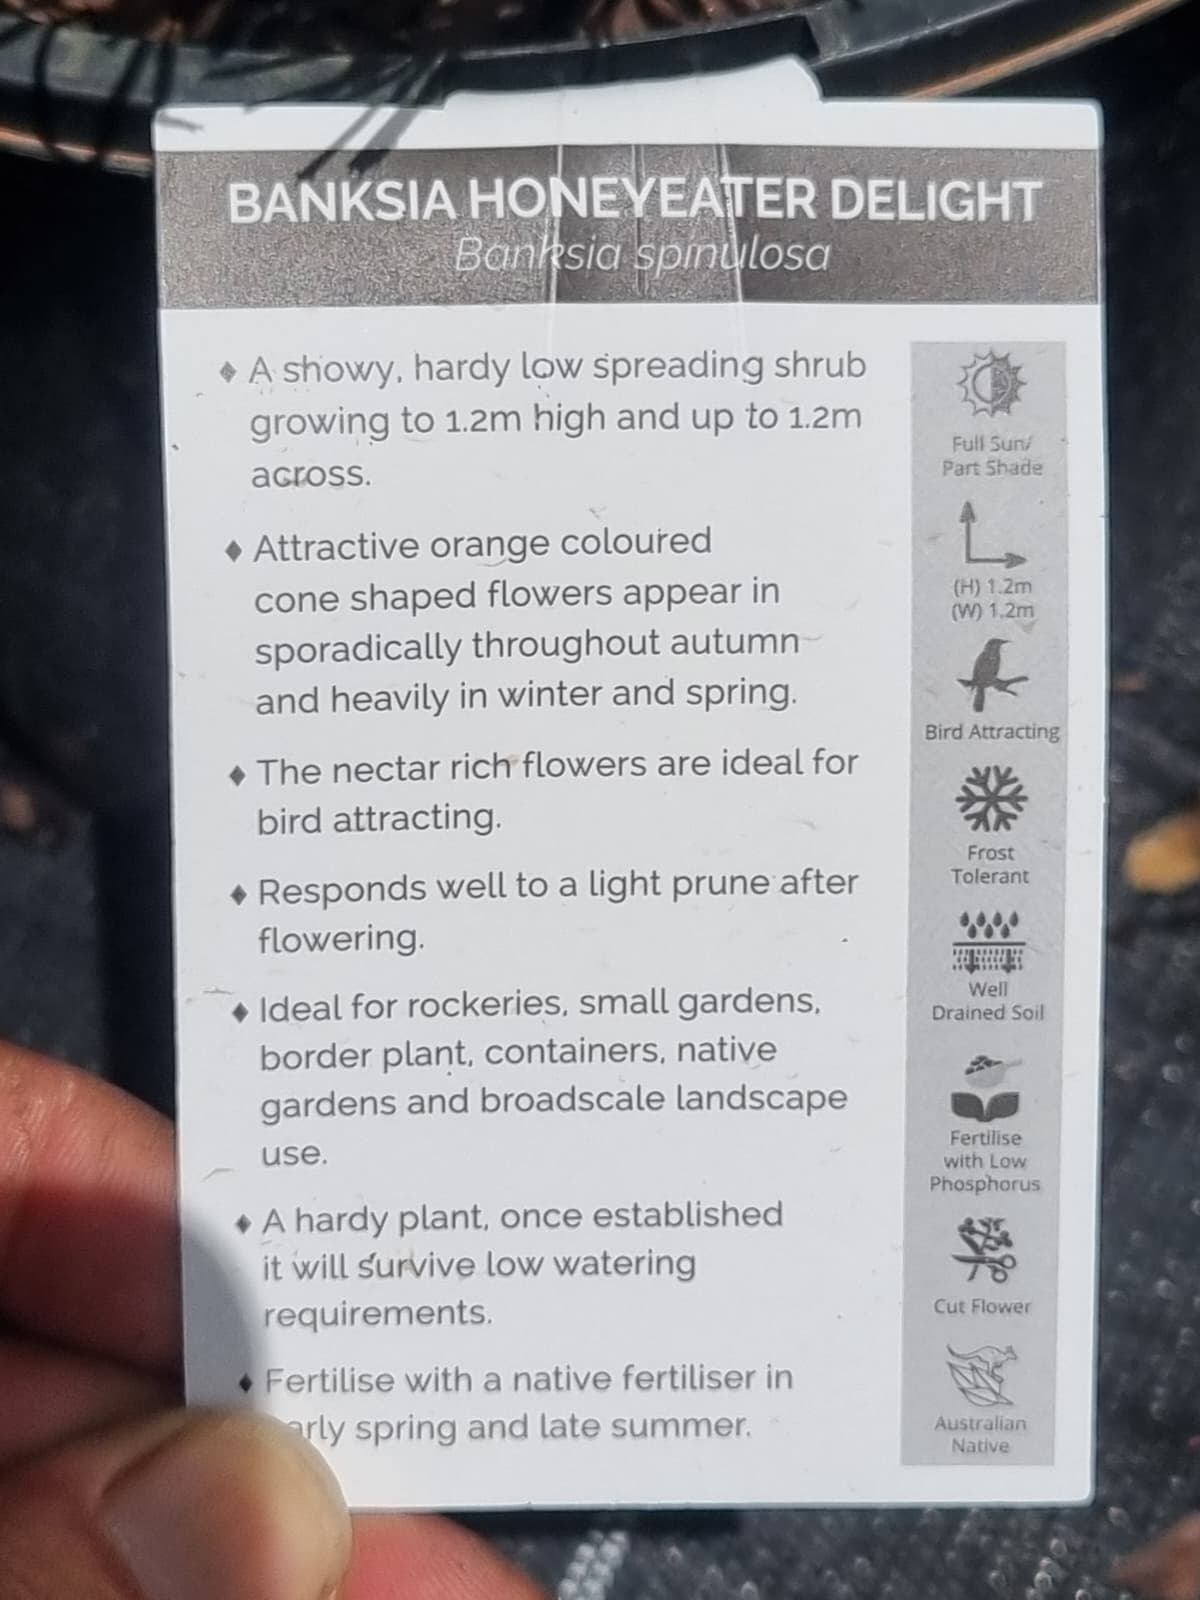 BANKSIA HONEYEATER DELIGHT
Banksia spinulosa
♦ A showy, hardy low spreading shrub
growing to 1.2m high and up to 1.2m
across.
♦ Attractive orange coloured
cone shaped flowers appear in
sporadically throughout autumn
and heavily in winter and spring.
♦ The nectar rich flowers are ideal for
bird attracting.
♦ Responds well to a light prune after
flowering.
♦ Ideal for rockeries, small gardens,
border plant, containers, native
gardens and broadscale landscape
use.
♦ A hardy plant, once established
it will survive low watering
requirements.
♦ Fertilise with a native fertiliser in
arly spring and late summer.
Full Sun/
Part Shade
(H) 1.2m
(W) 1.2m
Bird Attracting
Frost
Tolerant
Well
Drained Soil
Fertilise
with Low
Phosphorus
Cut Flower
Australian
Native